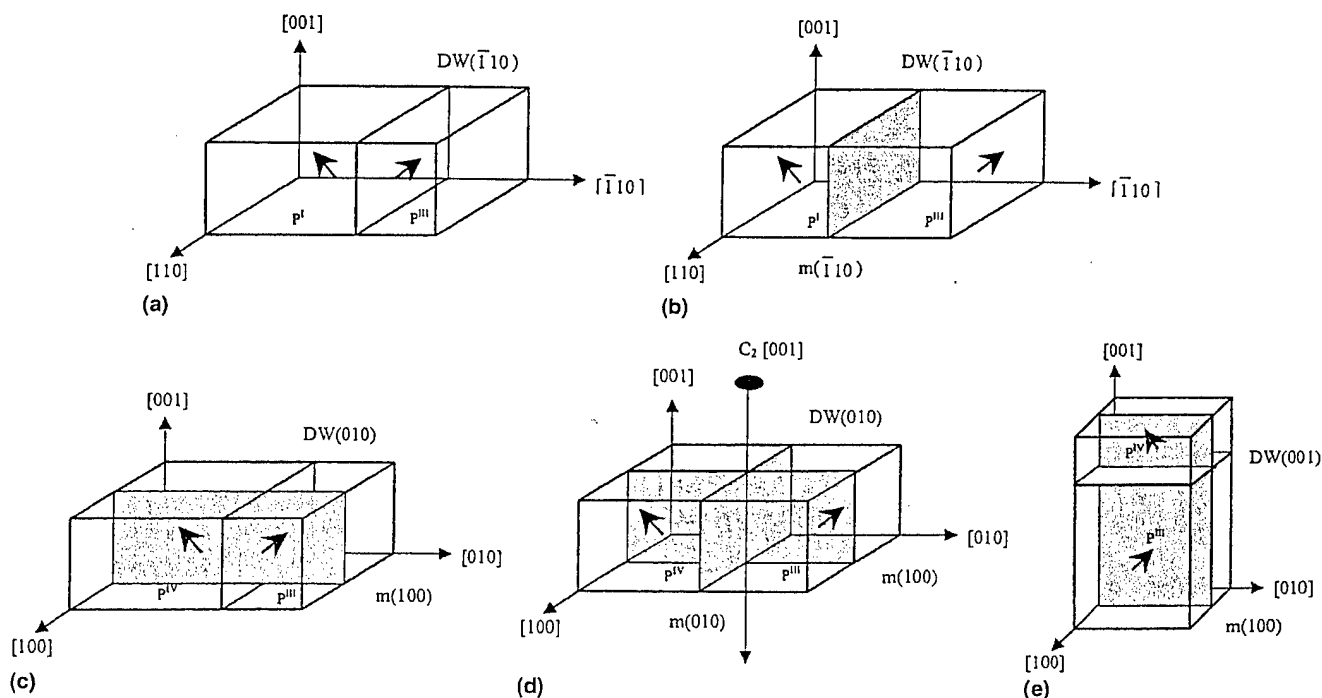 [001]
DW(1̅10)
P^I
P^III
[1̅10]
[110]
(a)
[001]
DW(1̅10)
P^I
P^III
[1̅10]
[110]
m(1̅10)
(b)
[001]
DW(010)
[010]
P^IV
P^III
m(100)
[100]
(c)
C₂ [001]
[001]
DW(010)
[010]
P^IV
P^III
[100]
m(010)
(d)
[001]
P^IV
DW(001)
P^III
[010]
m(100)
[100]
(e)